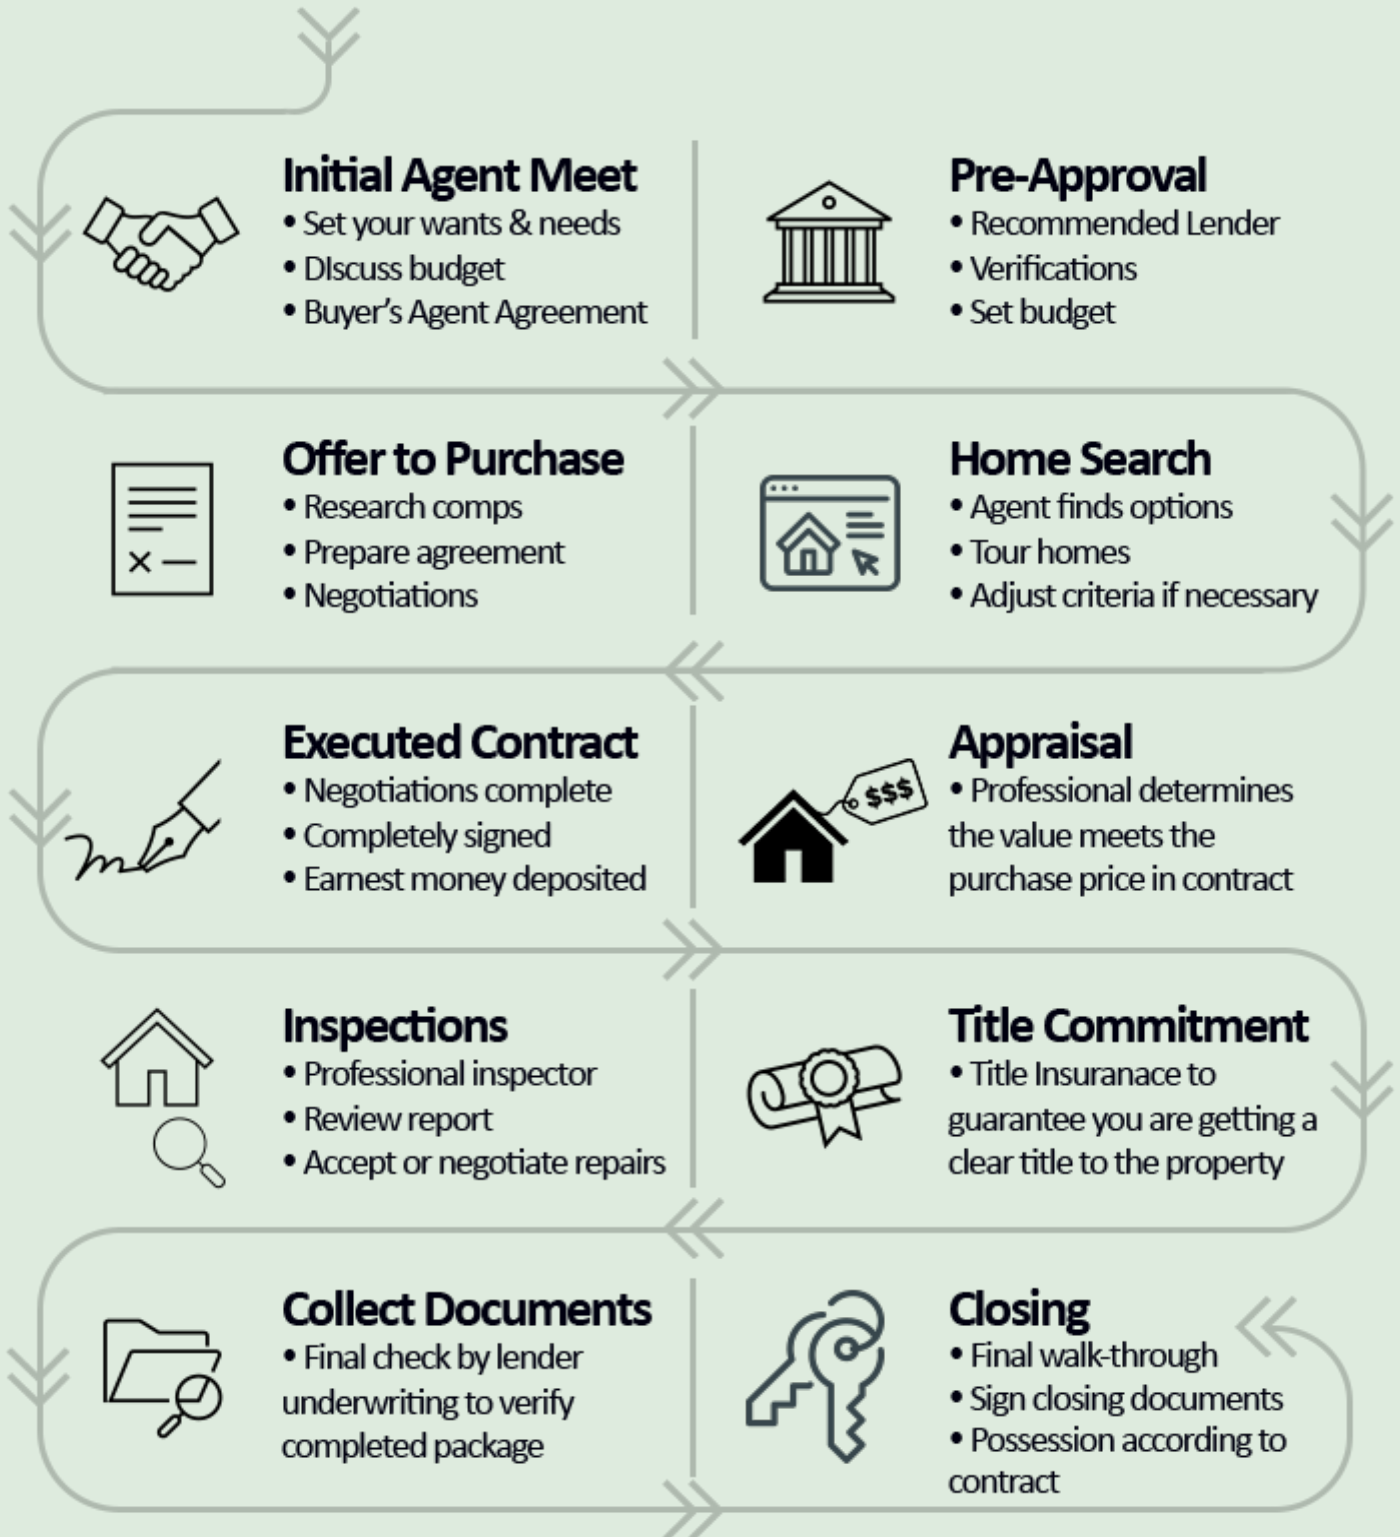 Initial Agent Meet
• Set your wants & needs
• DIscuss budget
• Buyer's Agent Agreement
Pre-Approval
• Recommended Lender
• Verifications
• Set budget
Home Search
• Agent finds options
• Tour homes
• Adjust criteria if necessary
Offer to Purchase
• Research comps
• Prepare agreement
• Negotiations
Executed Contract
• Negotiations complete
• Completely signed
• Earnest money deposited
$$$
Appraisal
• Professional determines
the value meets the
purchase price in contract
Title Commitment
• Title Insuranace to
guarantee you are getting a
clear title to the property
Inspections
• Professional inspector
• Review report
• Accept or negotiate repairs
Collect Documents
• Final check by lender
underwriting to verify
completed package
Closing
• Final walk-through
• Sign closing documents
• Possession according to
contract